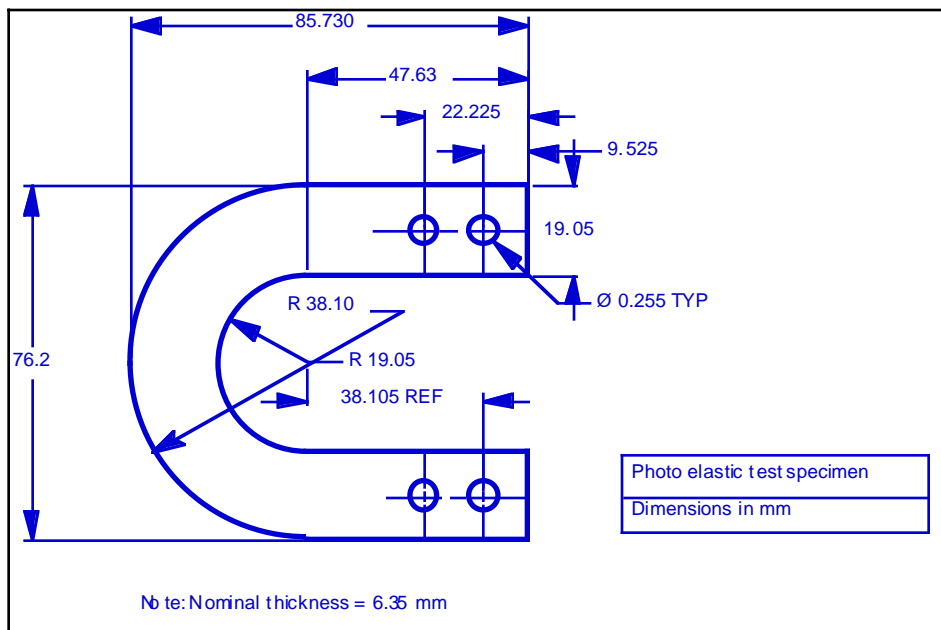 85.730
47.63
22.225
9.525
19.05
R 38.10
Ø 0.255 TYP
76.2
R 19.05
38.105 REF
Photo elastic test specimen
Dimensions in mm
Note: Nominal thickness = 6.35 mm